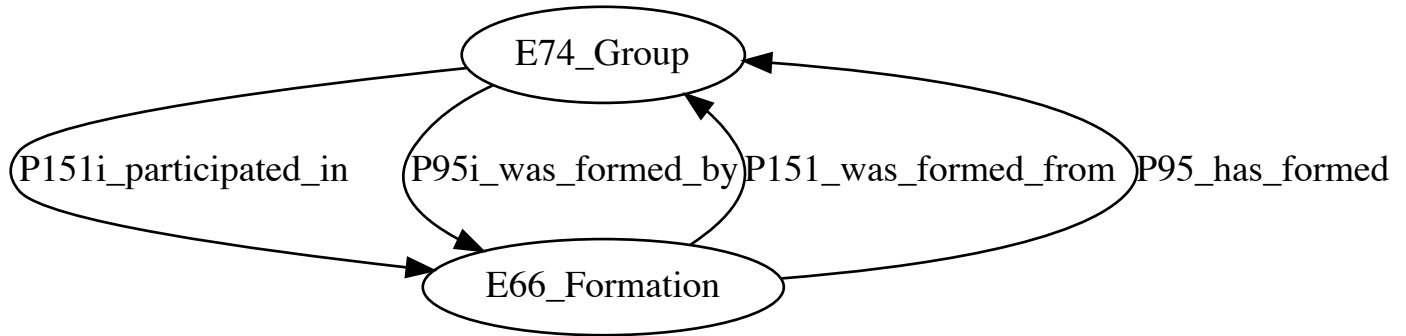 E74_Group
P151i_participated_in
P95i_was_formed_by
P151_was_formed_from
P95_has_formed
E66_Formation